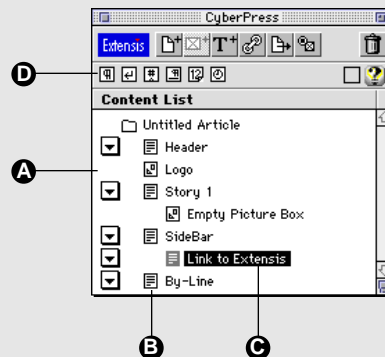 CyberPress
Extensis T+
D
12 ?
Content List
Untitled Article
Header
A
Logo
Story 1
Empty Picture Box
SideBar
Link to Extensis
By-Line
B C